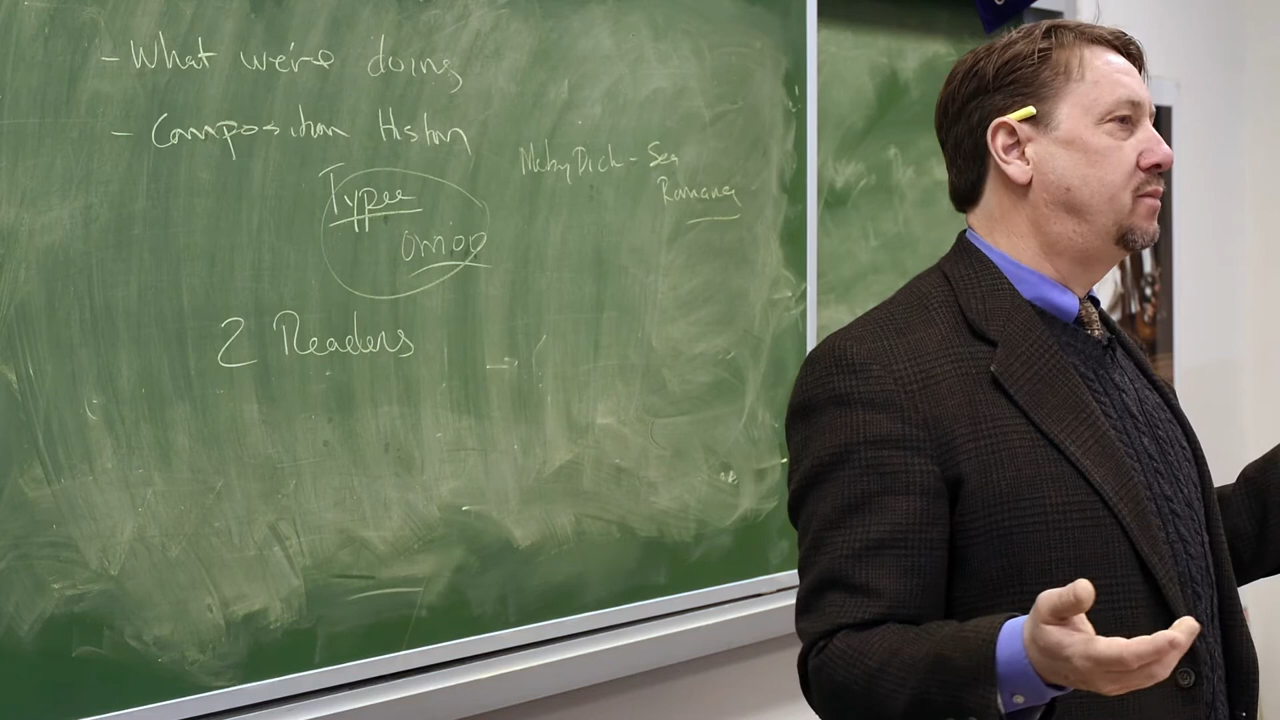 - What we're doing
- Composition History
Typee
Omoo
Moby Dick - Sea
Romance
2 Readers